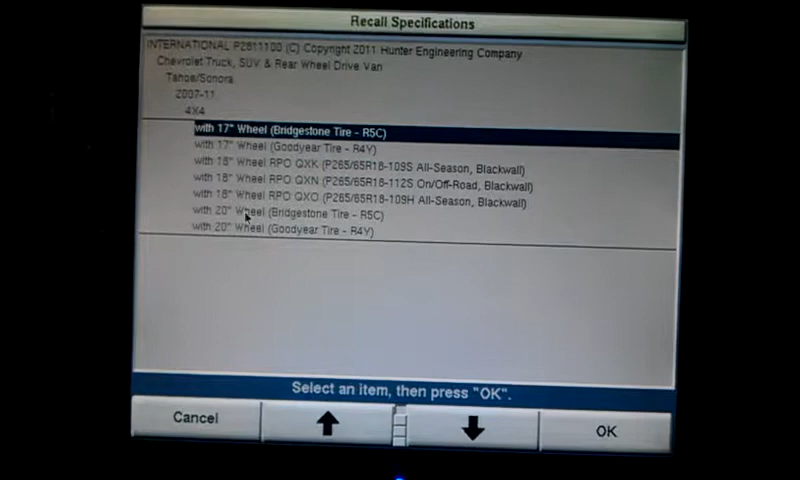 Recall Specifications
INTERNATIONAL P2611100 (C) Copyright 2011 Hunter Engineering Company
Chevrolet Truck, SUV & Rear Wheel Drive Van
Tahoe/Sonora
2007-11
4X4
with 17" Wheel (Bridgestone Tire - R5C)
with 17" Wheel (Goodyear Tire - R4Y)
with 18" Wheel RPO QXK (P265/65R18-109S All-Season, Blackwall)
with 18" Wheel RPO QXN (P265/65R18-112S On/Off-Road, Blackwall)
with 18" Wheel RPO QXO (P265/65R18-109H All-Season, Blackwall)
with 20" Wheel (Bridgestone Tire - R5C)
with 20" Wheel (Goodyear Tire - R4Y)
Select an item, then press "OK".
Cancel
OK